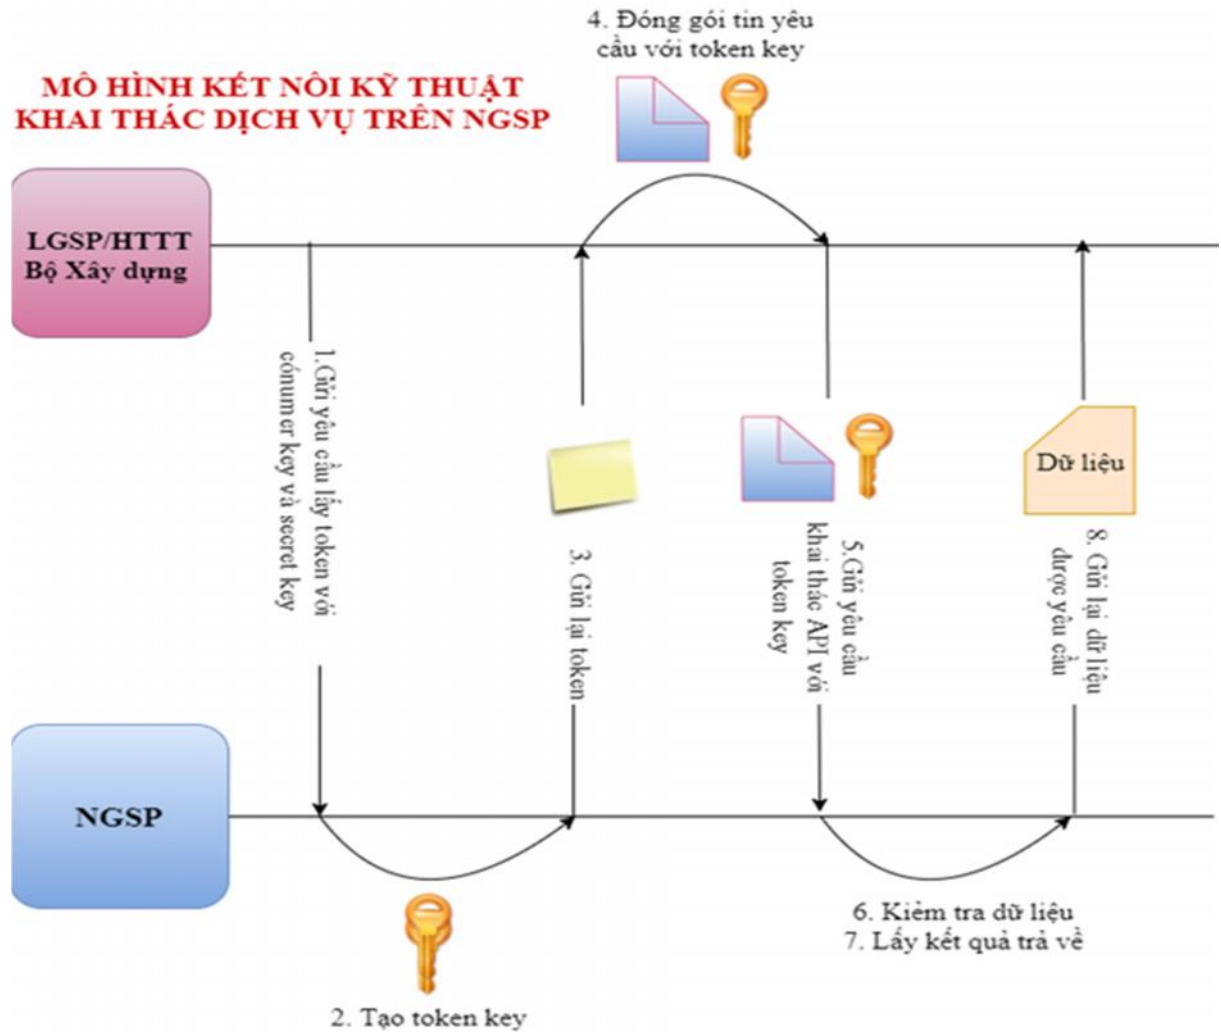 4. Đóng gói tin yêu
cầu với token key
MÔ HÌNH KẾT NỐI KỸ THUẬT
KHAI THÁC DỊCH VỤ TRÊN NGSP
LGSP/HTTT
Bộ Xây dựng
1.Gửi yêu cầu lấy token với
cónumer key và secret key
3. Gửi lại token
5.Gửi yêu cầu
khai thác API với
token key
Dữ liệu
8. Gửi lại dữ liệu
được yêu cầu
NGSP
6. Kiểm tra dữ liệu
7. Lấy kết quả trả về
2. Tạo token key